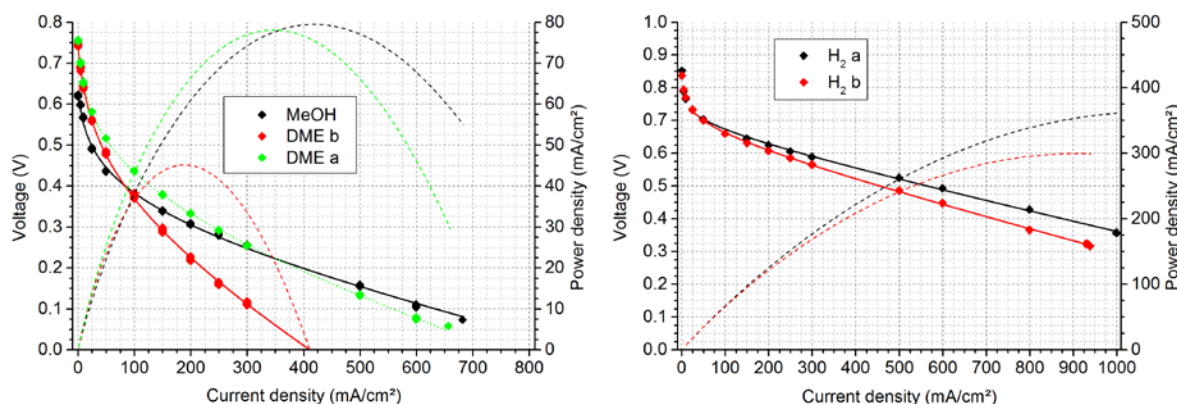 0.8
0.7
0.6
0.5
0.4
0.3
0.2
0.1
0.0
Voltage (V)
MeOH
DME b
DME a
80
70
60
50
40
30
20
10
0
Power density (mA/cm²)
0 100 200 300 400 500 600 700 800
Current density (mA/cm²)
1.0
0.9
0.8
0.7
0.6
0.5
0.4
0.3
0.2
0.1
0.0
Voltage (V)
H₂ a
H₂ b
500
400
300
200
100
0
Power density (mA/cm²)
0 100 200 300 400 500 600 700 800 900 1000
Current density (mA/cm²)